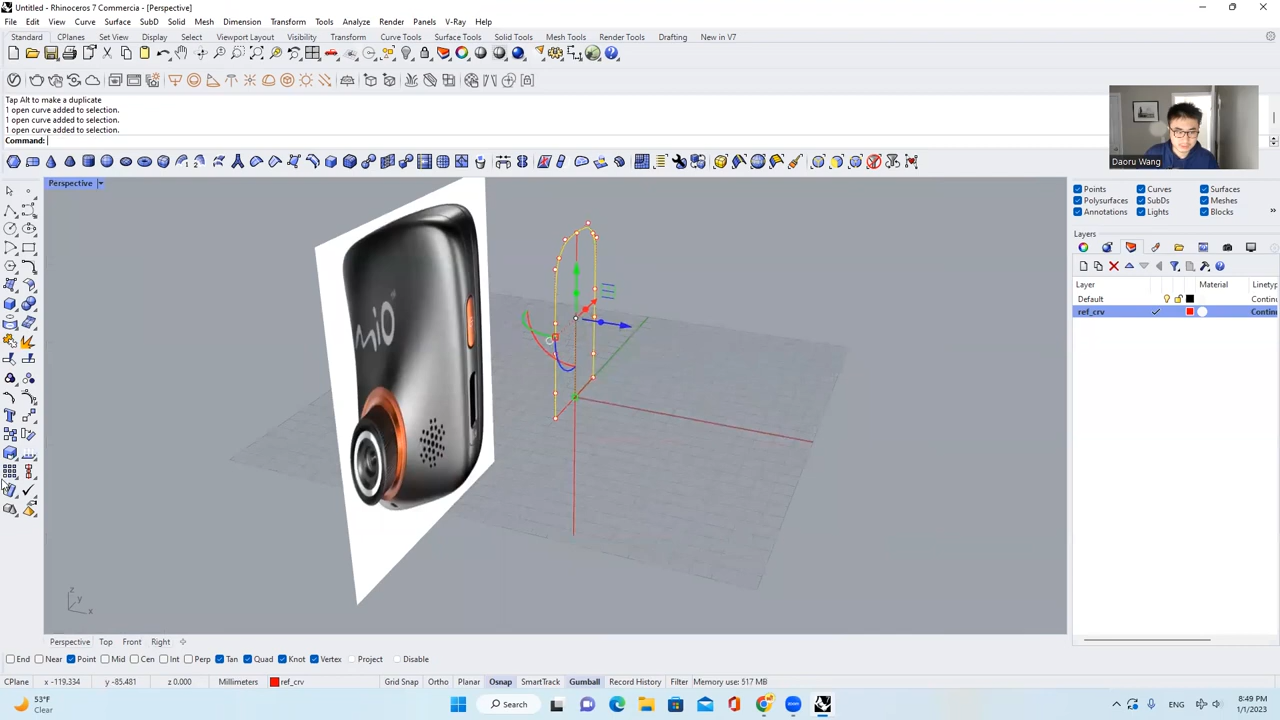 Untitled - Rhinoceros 7 Commercia - [Perspective]
File Edit View Curve Surface SubD Solid Mesh Dimension Transform Tools Analyze Render Panels V-Ray Help
Standard CPlanes Set View Display Select Viewport Layout Visibility Transform Curve Tools Surface Tools Solid Tools Mesh Tools Render Tools Drafting New in V7
Tap Alt to make a duplicate
1 open curve added to selection.
1 open curve added to selection.
1 open curve added to selection.
Command:
Daoru Wang
Perspective
Points Curves Surfaces
Polysurfaces SubDs Meshes
Annotations Lights Blocks
Layers
Layer Material Linetyp
Default Contin
ref_crv Contin
mio
z
y
x
Perspective Top Front Right
End Near Point Mid Cen Int Perp Tan Quad Knot Vertex Project Disable
CPlane x -119.334 y -85.481 z 0.000 Millimeters ref_crv Grid Snap Ortho Planar Osnap SmartTrack Gumball Record History Filter Memory use: 517 MB
53°F
Clear
Search
ENG
8:49 PM
1/1/2023